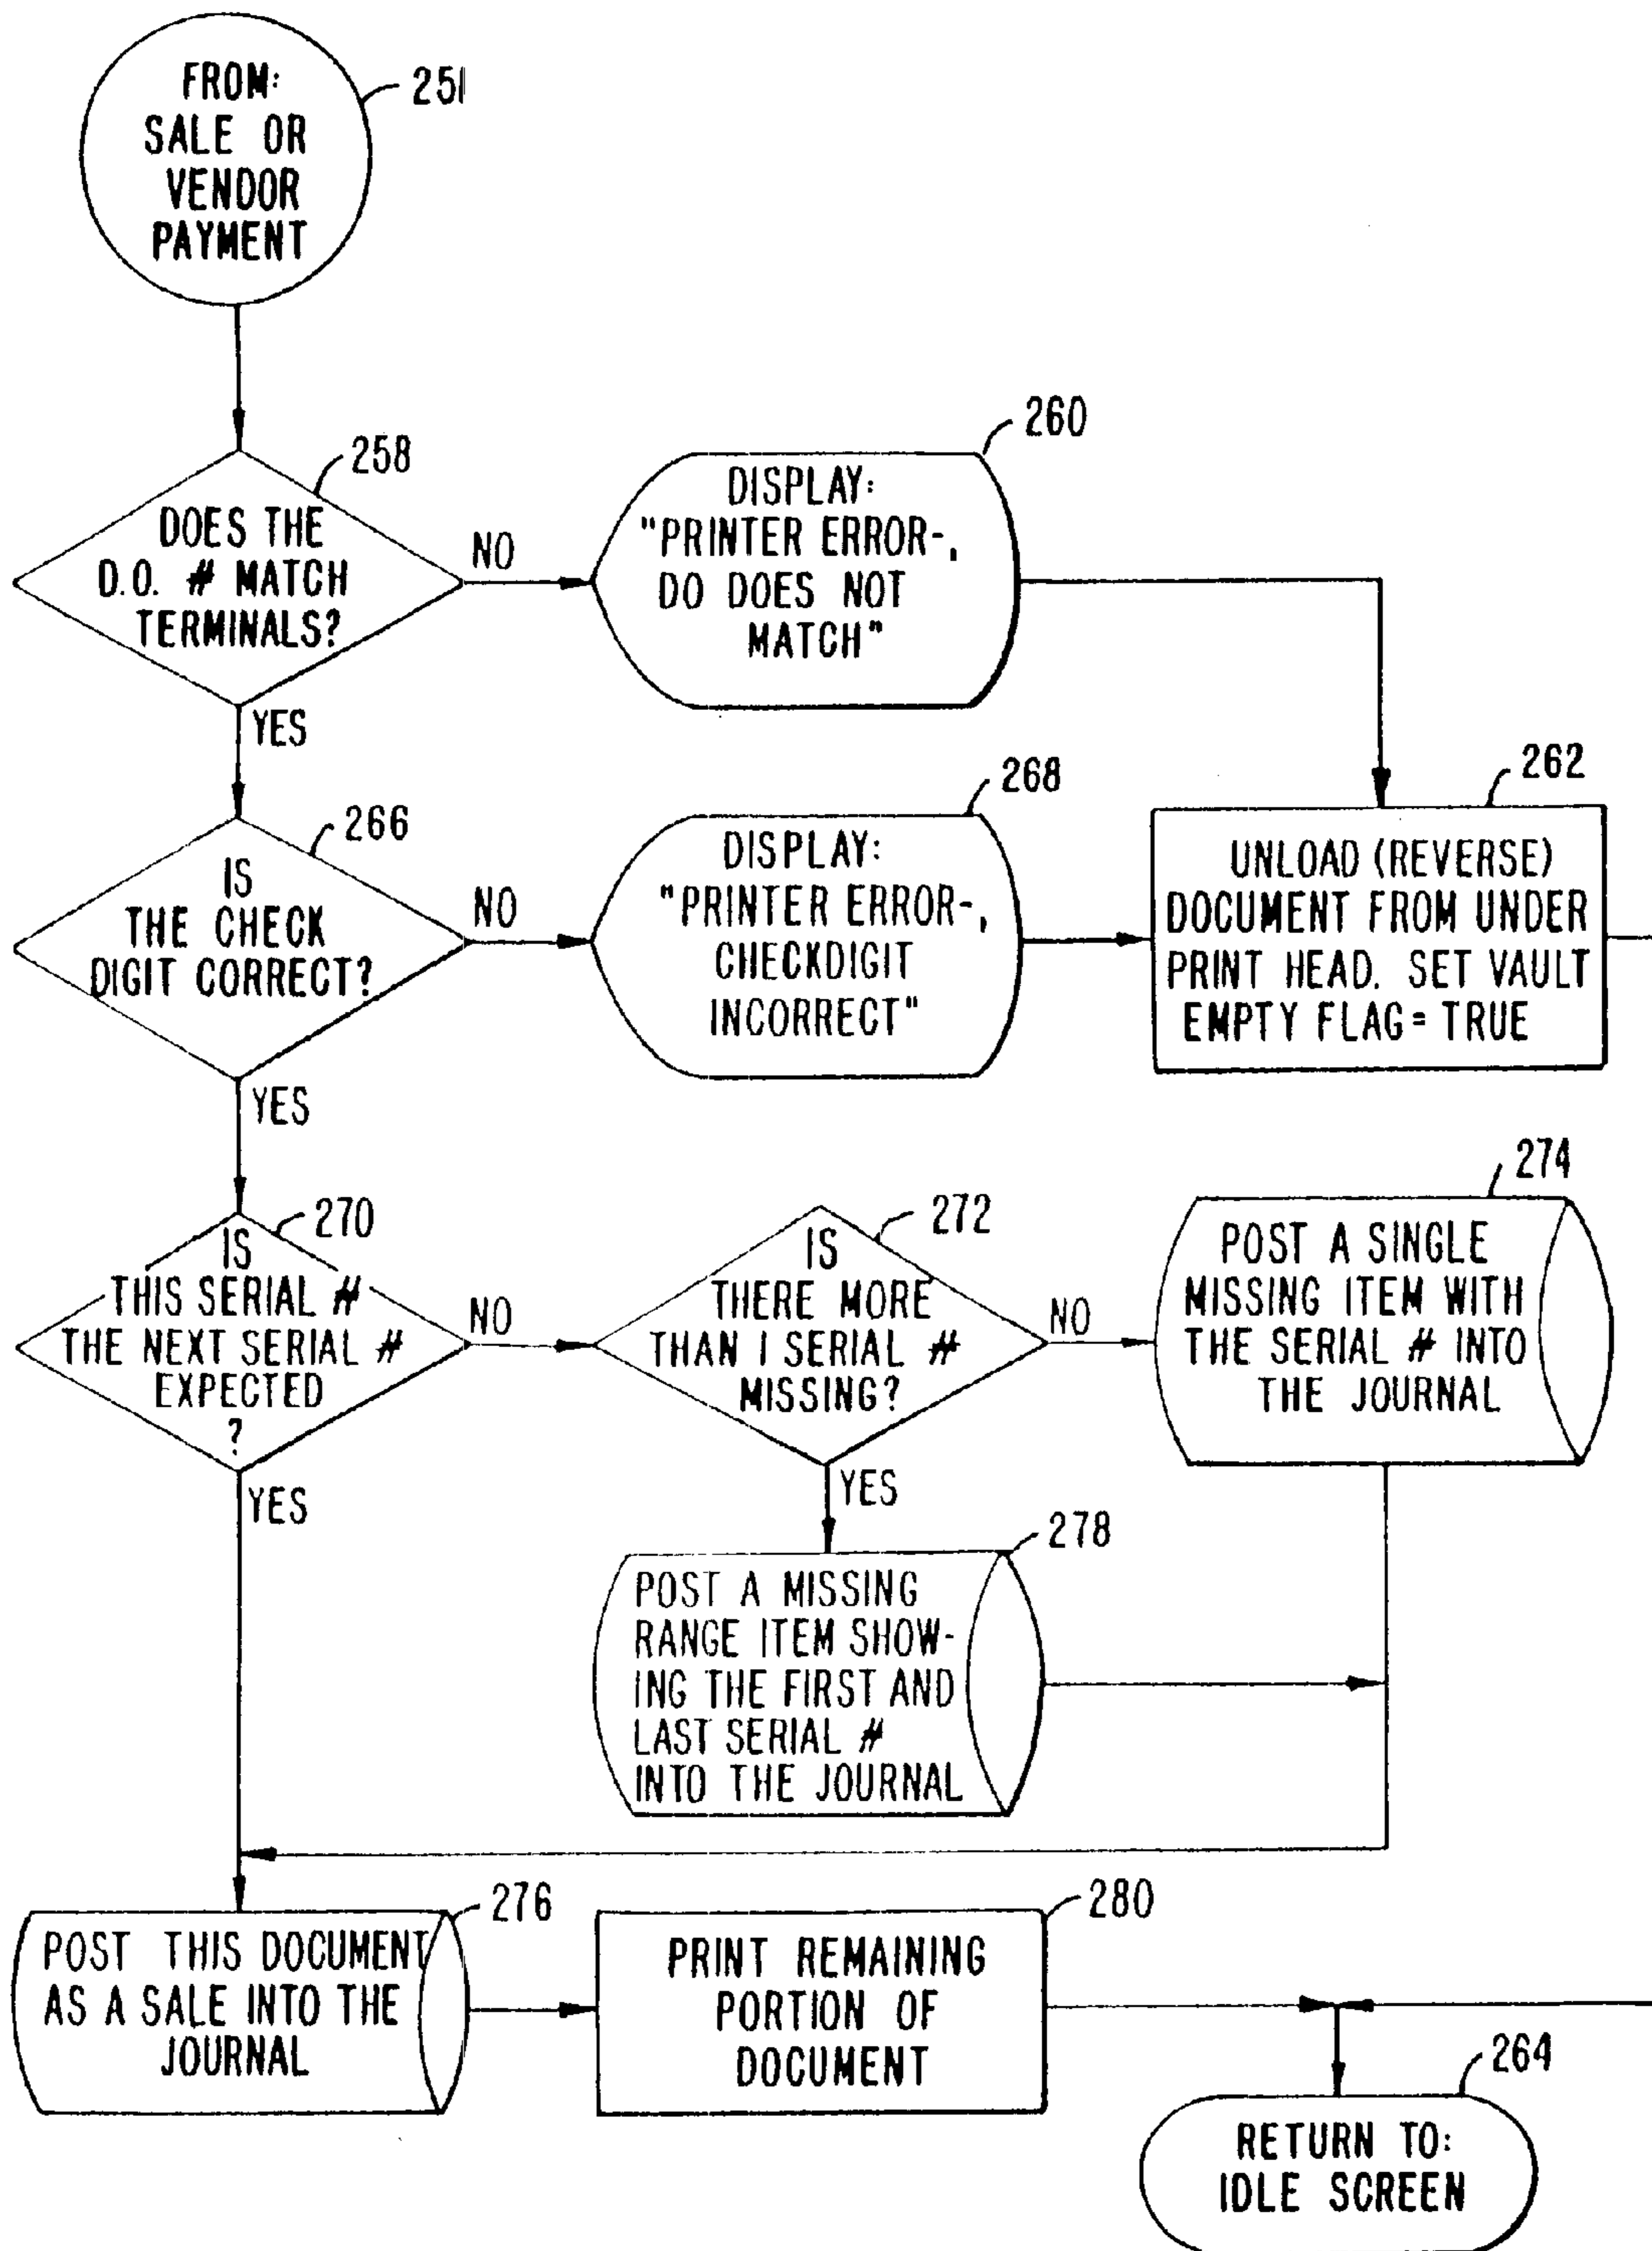 FROM:
SALE OR
VENDOR
PAYMENT
251
258
DOES THE
D.O. # MATCH
TERMINALS?
NO
YES
260
DISPLAY:
"PRINTER ERROR-,
DO DOES NOT
MATCH"
262
UNLOAD (REVERSE)
DOCUMENT FROM UNDER
PRINT HEAD. SET VAULT
EMPTY FLAG = TRUE
266
IS
THE CHECK
DIGIT CORRECT?
NO
YES
268
DISPLAY:
"PRINTER ERROR-,
CHECKDIGIT
INCORRECT"
270
IS
THIS SERIAL #
THE NEXT SERIAL #
EXPECTED
?
NO
YES
272
IS
THERE MORE
THAN 1 SERIAL #
MISSING?
NO
YES
274
POST A SINGLE
MISSING ITEM WITH
THE SERIAL # INTO
THE JOURNAL
278
POST A MISSING
RANGE ITEM SHOW-
ING THE FIRST AND
LAST SERIAL #
INTO THE JOURNAL
276
POST THIS DOCUMENT
AS A SALE INTO THE
JOURNAL
280
PRINT REMAINING
PORTION OF
DOCUMENT
264
RETURN TO:
IDLE SCREEN